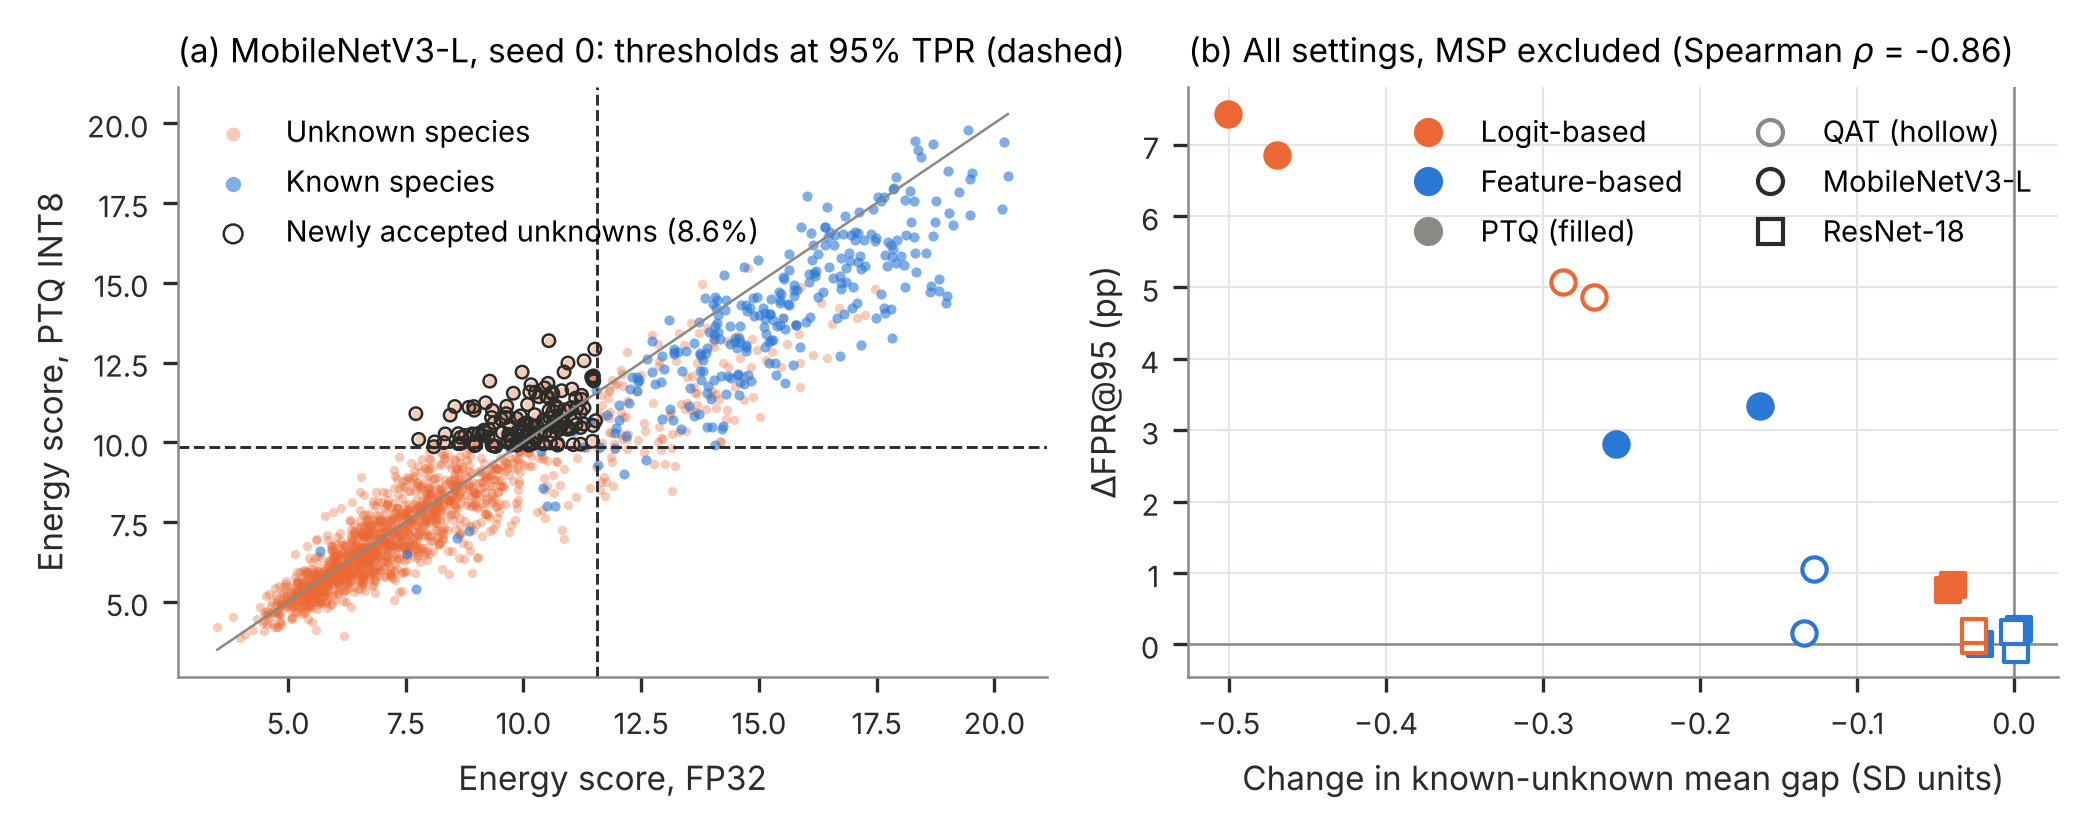 (a) MobileNetV3-L, seed 0: thresholds at 95% TPR (dashed)
Energy score, PTQ INT8
20.0
17.5
15.0
12.5
10.0
7.5
5.0
Unknown species
Known species
Newly accepted unknowns (8.6%)
5.0 7.5 10.0 12.5 15.0 17.5 20.0
Energy score, FP32
(b) All settings, MSP excluded (Spearman ρ = -0.86)
ΔFPR@95 (pp)
7
6
5
4
3
2
1
0
Logit-based
Feature-based
PTQ (filled)
QAT (hollow)
MobileNetV3-L
ResNet-18
−0.5 −0.4 −0.3 −0.2 −0.1 0.0
Change in known-unknown mean gap (SD units)